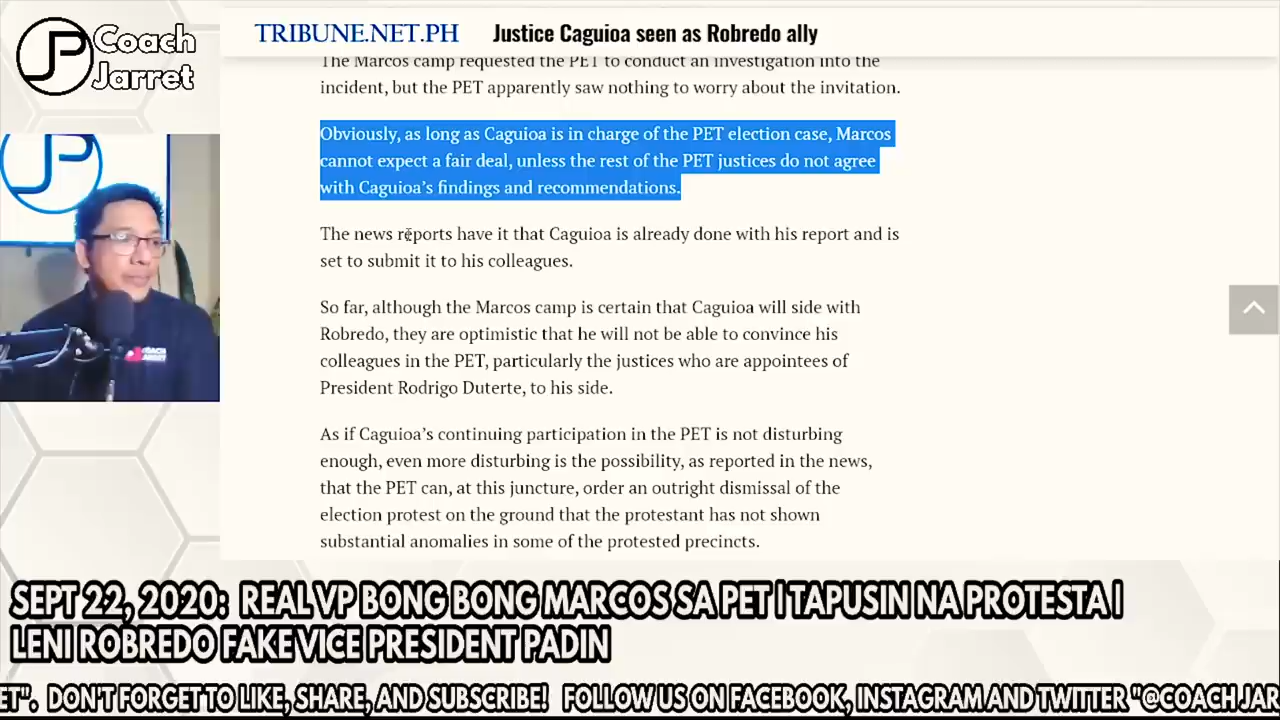 Coach
Jarret
TRIBUNE.NET.PH Justice Caguioa seen as Robredo ally
The Marcos camp requested the PET to conduct an investigation into the
incident, but the PET apparently saw nothing to worry about the invitation.
Obviously, as long as Caguioa is in charge of the PET election case, Marcos
cannot expect a fair deal, unless the rest of the PET justices do not agree
with Caguioa’s findings and recommendations.
The news reports have it that Caguioa is already done with his report and is
set to submit it to his colleagues.
So far, although the Marcos camp is certain that Caguioa will side with
Robredo, they are optimistic that he will not be able to convince his
colleagues in the PET, particularly the justices who are appointees of
President Rodrigo Duterte, to his side.
As if Caguioa’s continuing participation in the PET is not disturbing
enough, even more disturbing is the possibility, as reported in the news,
that the PET can, at this juncture, order an outright dismissal of the
election protest on the ground that the protestant has not shown
substantial anomalies in some of the protested precincts.
COACH
JARRET
SEPT 22, 2020: REAL VP BONG BONG MARCOS SA PET | TAPUSIN NA PROTESTA |
LENI ROBREDO FAKE VICE PRESIDENT PADIN
ET". DON'T FORGET TO LIKE, SHARE, AND SUBSCRIBE! FOLLOW US ON FACEBOOK, INSTAGRAM AND TWITTER "@COACH JAR